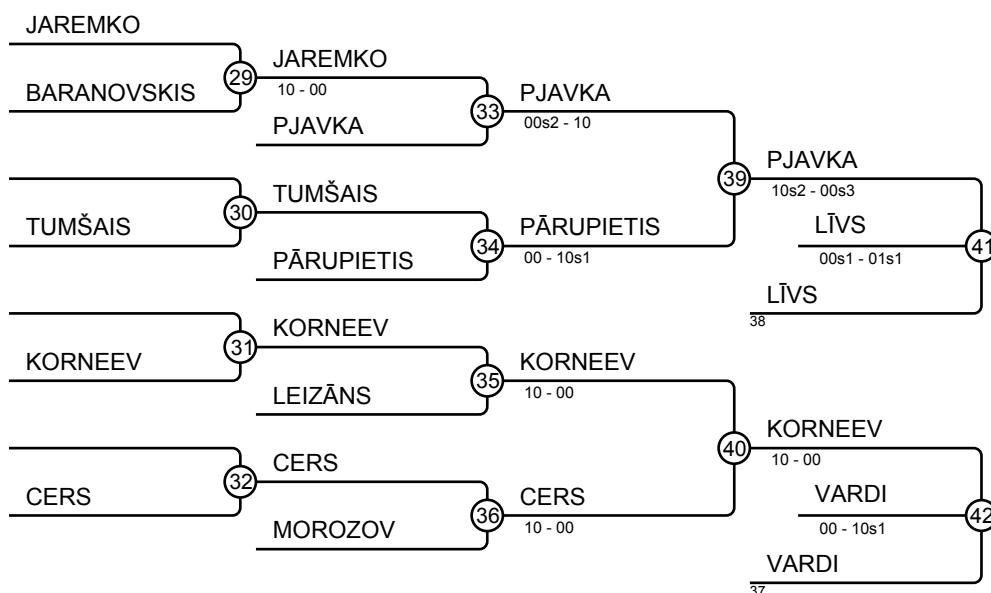 JAREMKO
BARANOVSKIS
29
JAREMKO
10 - 00
PJAVKA
33
PJAVKA
00s2 - 10
TUMŠAIS
30
TUMŠAIS
PĀRUPIETIS
34
PĀRUPIETIS
00 - 10s1
39
PJAVKA
10s2 - 00s3
LĪVS
00s1 - 01s1
41
LĪVS
38
KORNEEV
31
KORNEEV
LEIZĀNS
35
KORNEEV
10 - 00
CERS
32
CERS
MOROZOV
36
CERS
10 - 00
40
KORNEEV
10 - 00
VARDI
00 - 10s1
42
VARDI
37